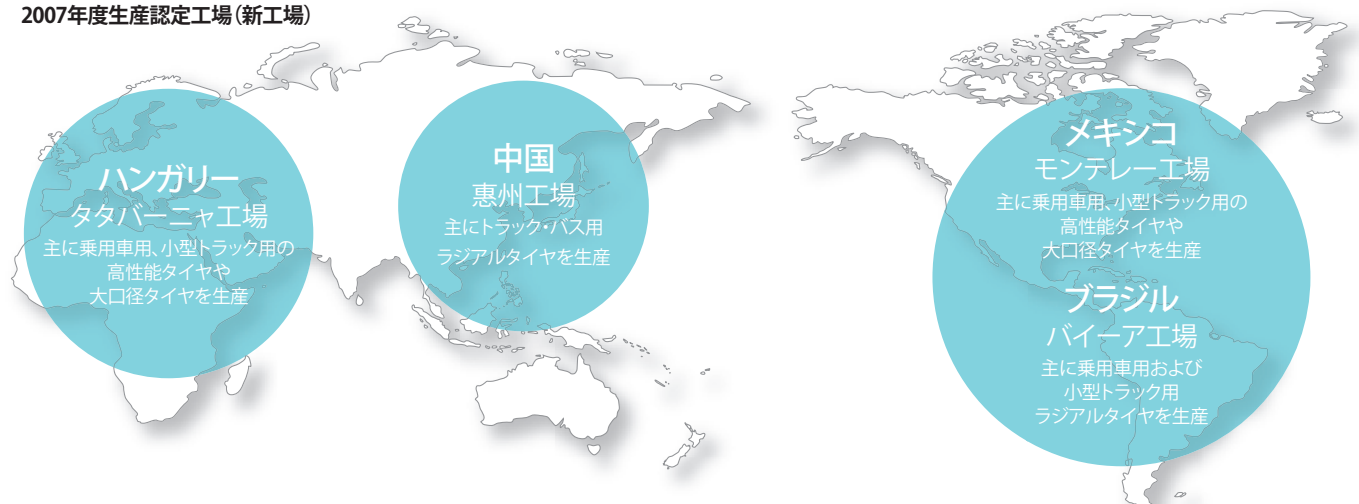 2007年度生産認定工場(新工場)
ハンガリー
タタバーニャ工場
主に乗用車用、小型トラック用の
高性能タイヤや
大口径タイヤを生産
中国
惠州工場
主にトラック・バス用
ラジアルタイヤを生産
メキシコ
モンテレー工場
主に乗用車用、小型トラック用の
高性能タイヤや
大口径タイヤを生産
ブラジル
バイーア工場
主に乗用車用および
小型トラック用
ラジアルタイヤを生産